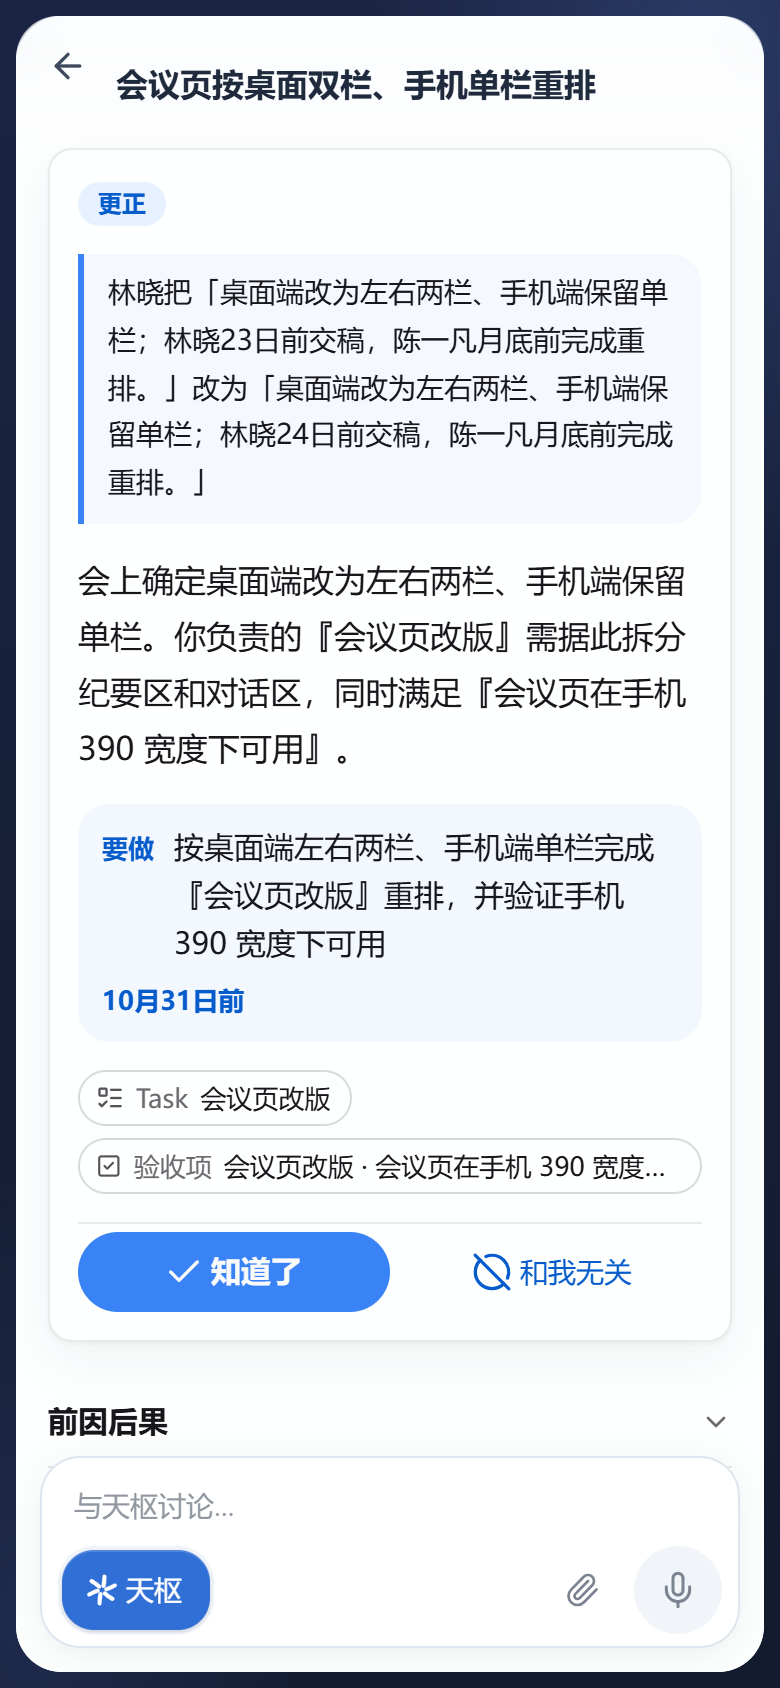 会议页按桌面双栏、手机单栏重排
更正
林晓把「桌面端改为左右两栏、手机端保留单
栏；林晓23日前交稿，陈一凡月底前完成重
排。」改为「桌面端改为左右两栏、手机端保
留单栏；林晓24日前交稿，陈一凡月底前完成
重排。」
会上确定桌面端改为左右两栏、手机端保留
单栏。你负责的『会议页改版』需据此拆分
纪要区和对话区，同时满足『会议页在手机
390 宽度下可用』。
要做 按桌面端左右两栏、手机端单栏完成
『会议页改版』重排，并验证手机
390 宽度下可用
10月31日前
Task 会议页改版
验收项 会议页改版 · 会议页在手机 390 宽度...
知道了
和我无关
前因后果
与天枢讨论...
天枢